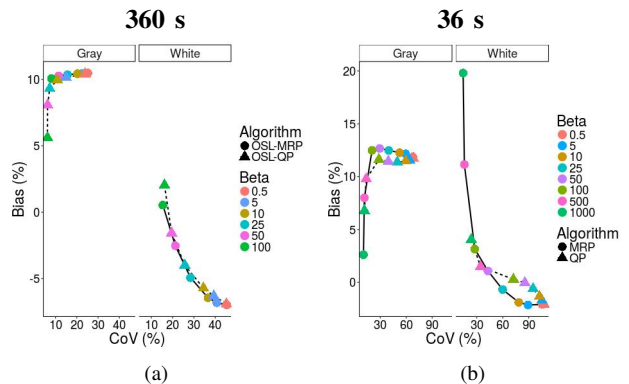 360 s
36 s
Gray
White
10
5
0
-5
Bias (%)
10 20 30 40
10 20 30 40
CoV (%)
Algorithm
OSL-MRP
OSL-QP
Beta
0.5
5
10
25
50
100
(a)
Gray
White
20
15
10
5
0
Bias (%)
30 60 90
30 60 90
CoV (%)
Beta
0.5
5
10
25
50
100
500
1000
Algorithm
MRP
QP
(b)